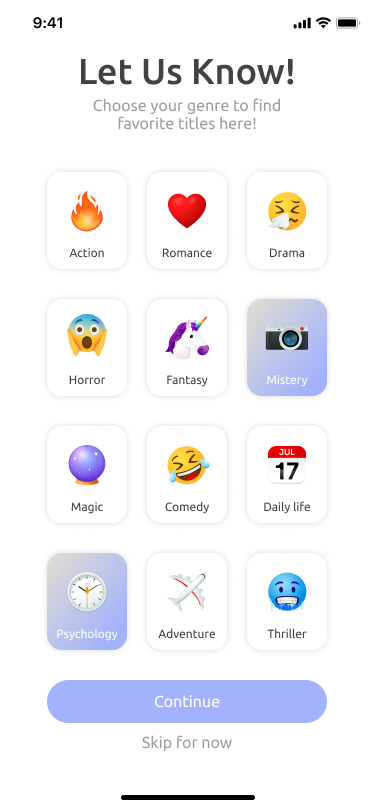 9:41
Let Us Know!
Choose your genre to find
favorite titles here!
Action
Romance
Drama
Horror
Fantasy
Mistery
Magic
Comedy
JUL
17
Daily life
Psychology
Adventure
Thriller
Continue
Skip for now